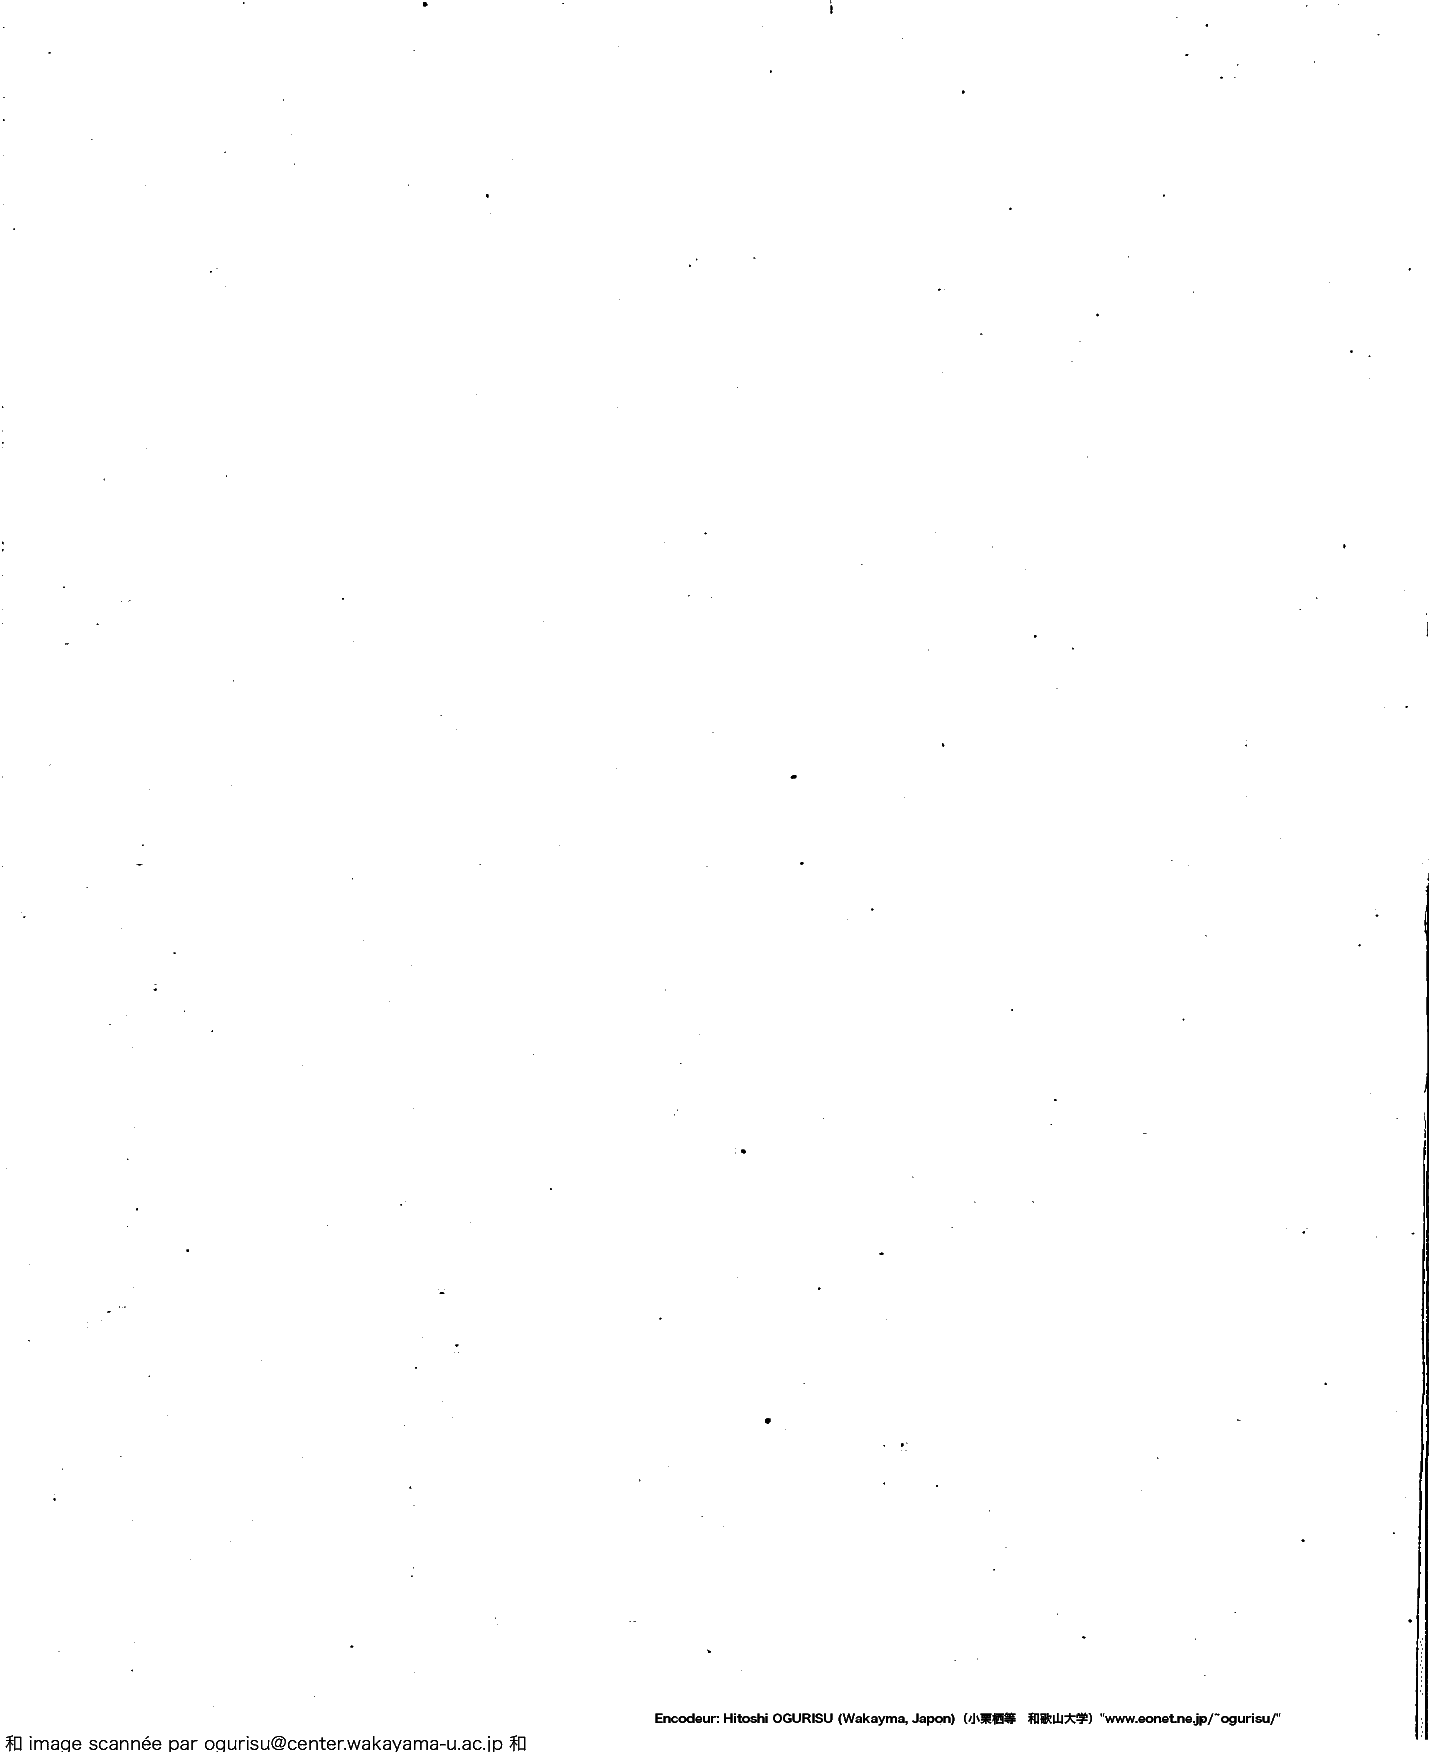 Encodeur: Hitoshi OGURISU (Wakayma, Japon) (小栗栖等 和歌山大学) "www.eonet.ne.jp/~ogurisu/"
和 image scannée par ogurisu@center.wakayama-u.ac.jp 和